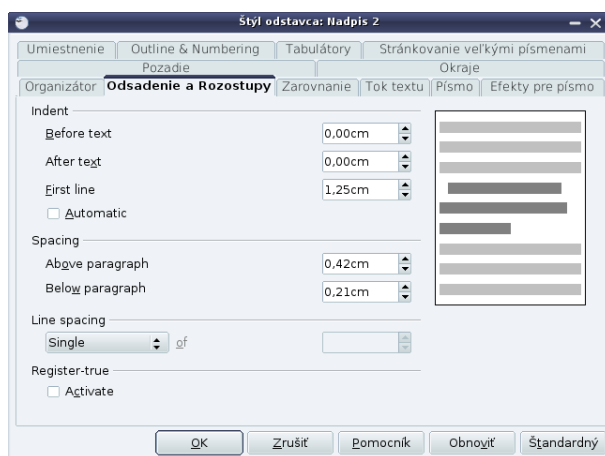 Štýl odstavca: Nadpis 2
Umiestnenie Outline & Numbering Tabulátory Stránkovanie veľkými písmenami
Pozadie Okraje
Organizátor Odsadenie a Rozostupy Zarovnanie Tok textu Písmo Efekty pre písmo
Indent
Before text 0,00cm
After text 0,00cm
First line 1,25cm
Automatic
Spacing
Above paragraph 0,42cm
Below paragraph 0,21cm
Line spacing
Single of
Register-true
Activate
OK Zrušiť Pomocník Obnoviť Štandardný